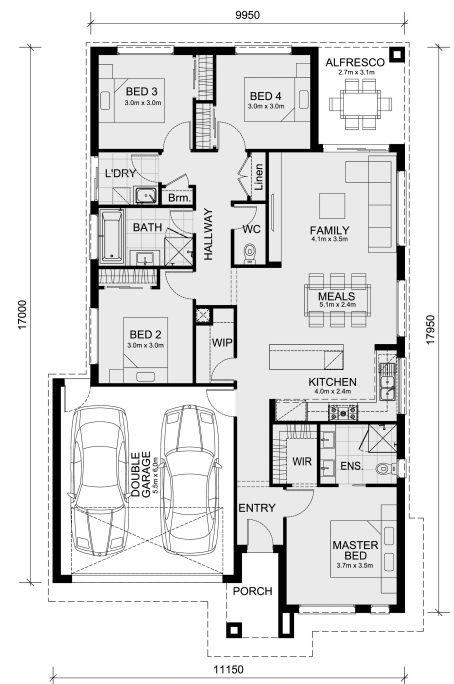 9950
ALFRESCO
2.7m x 3.1m
BED 3
3.0m x 3.0m
BED 4
3.0m x 3.0m
L'DRY
Brm.
Linen
BATH
HALLWAY
WC
FAMILY
4.1m x 3.5m
MEALS
5.1m x 2.4m
17000
17950
BED 2
3.0m x 3.0m
WIP
KITCHEN
4.0m x 2.4m
DOUBLE
GARAGE
5.5m x 6.0m
WIR
ENS.
ENTRY
MASTER
BED
3.7m x 3.5m
PORCH
11150